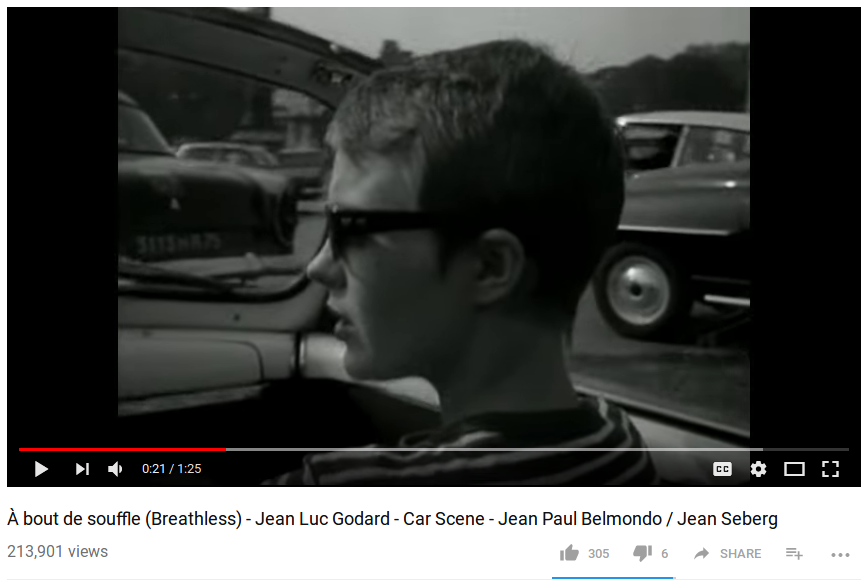 0:21 / 1:25
CC
À bout de souffle (Breathless) - Jean Luc Godard - Car Scene - Jean Paul Belmondo / Jean Seberg
213,901 views
305
6
SHARE